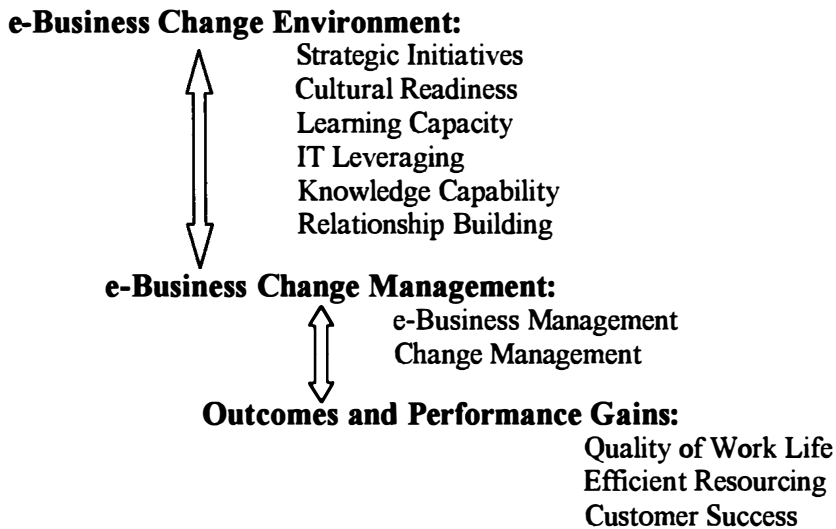 e-Business Change Environment:
Strategic Initiatives
Cultural Readiness
Learning Capacity
IT Leveraging
Knowledge Capability
Relationship Building
e-Business Change Management:
e-Business Management
Change Management
Outcomes and Performance Gains:
Quality of Work Life
Efficient Resourcing
Customer Success